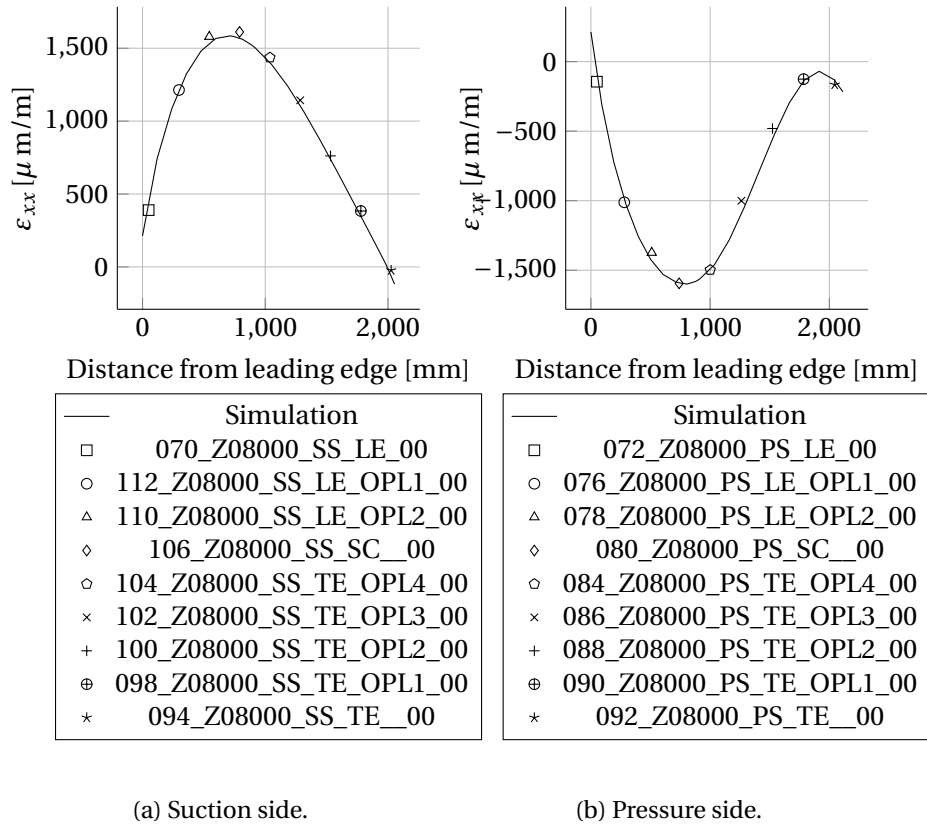 1,500
1,000
500
0
ε_xx [μ m/m]
0
1,000
2,000
Distance from leading edge [mm]
Simulation
070_Z08000_SS_LE_00
112_Z08000_SS_LE_OPL1_00
110_Z08000_SS_LE_OPL2_00
106_Z08000_SS_SC__00
104_Z08000_SS_TE_OPL4_00
102_Z08000_SS_TE_OPL3_00
100_Z08000_SS_TE_OPL2_00
098_Z08000_SS_TE_OPL1_00
094_Z08000_SS_TE__00
(a) Suction side.
0
−500
−1,000
−1,500
ε_xx [μ m/m]
0
1,000
2,000
Distance from leading edge [mm]
Simulation
072_Z08000_PS_LE_00
076_Z08000_PS_LE_OPL1_00
078_Z08000_PS_LE_OPL2_00
080_Z08000_PS_SC__00
084_Z08000_PS_TE_OPL4_00
086_Z08000_PS_TE_OPL3_00
088_Z08000_PS_TE_OPL2_00
090_Z08000_PS_TE_OPL1_00
092_Z08000_PS_TE__00
(b) Pressure side.